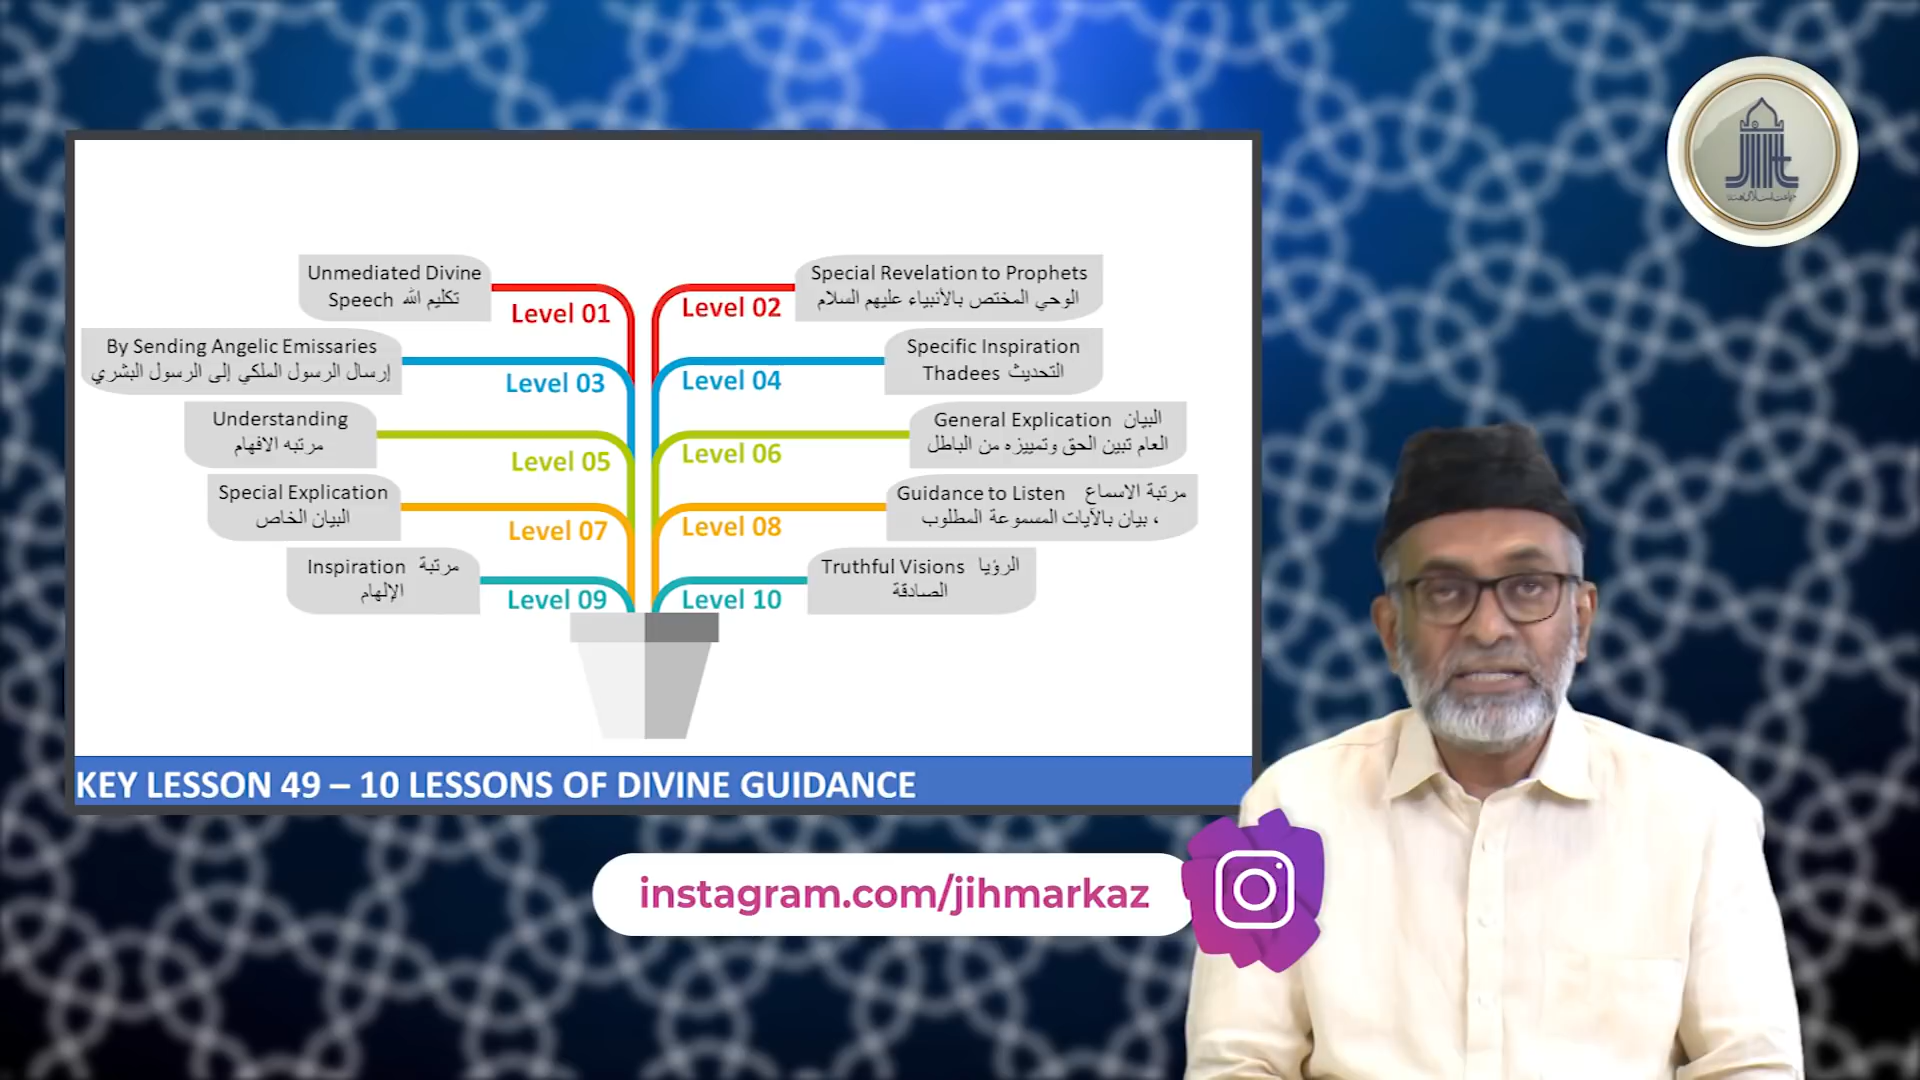 Unmediated Divine
Speech تكليم الله
Level 01
Level 02
Special Revelation to Prophets
الوحي المختص بالأنبياء عليهم السلام
By Sending Angelic Emissaries
إرسال الرسول الملكي إلى الرسول البشري
Level 03
Level 04
Specific Inspiration
Thadees التحديث
Understanding
مرتبه الافهام
Level 05
Level 06
General Explication البيان
العام تبين الحق وتمييزه من الباطل
Special Explication
البيان الخاص
Level 07
Level 08
Guidance to Listen مرتبة الاسماع
، بيان بالآيات المسموعة المطلوب
Inspiration مرتبة
الإلهام
Level 09
Level 10
Truthful Visions الرؤيا
الصادقة
KEY LESSON 49 – 10 LESSONS OF DIVINE GUIDANCE
instagram.com/jihmarkaz